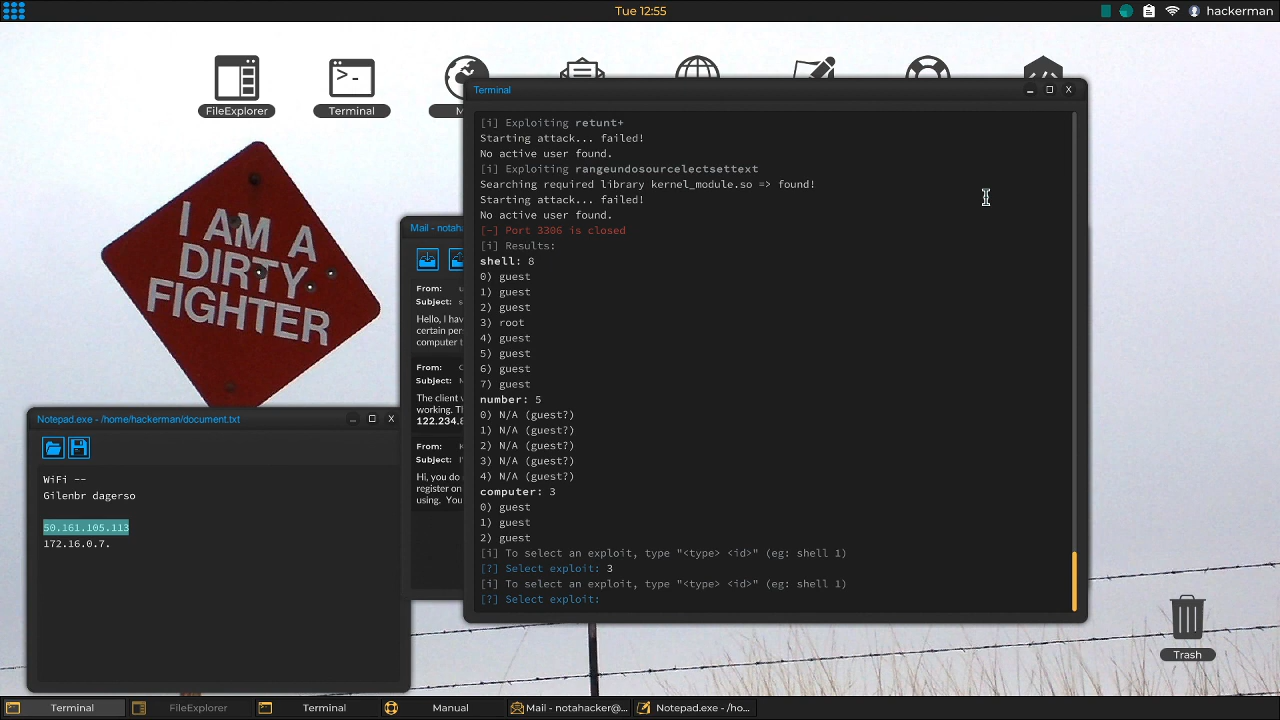 Tue 12:55
hackerman
FileExplorer
Terminal
M
I AM A
DIRTY
FIGHTER
Terminal
[i] Exploiting retunt+
Starting attack... failed!
No active user found.
[i] Exploiting rangeundosourcelectsettext
Searching required library kernel_module.so => found!
Starting attack... failed!
No active user found.
[-] Port 3306 is closed
[i] Results:
shell: 8
0) guest
1) guest
2) guest
3) root
4) guest
5) guest
6) guest
7) guest
number: 5
0) N/A (guest?)
1) N/A (guest?)
2) N/A (guest?)
3) N/A (guest?)
4) N/A (guest?)
computer: 3
0) guest
1) guest
2) guest
[i] To select an exploit, type "<type> <id>" (eg: shell 1)
[?] Select exploit: 3
[i] To select an exploit, type "<type> <id>" (eg: shell 1)
[?] Select exploit:
Mail - notah
From: u
Subject: s
Hello, I hav
certain per
computer t
From:
Subject:
The client
working. Th
122.234.8
From:
Subject:
Hi, you do
register on
using. You
Notepad.exe - /home/hackerman/document.txt
WiFi --
Gilenbr dagerso
50.161.105.113
172.16.0.7.
Trash
Terminal
FileExplorer
Terminal
Manual
Mail - notahacker@...
Notepad.exe - /ho...